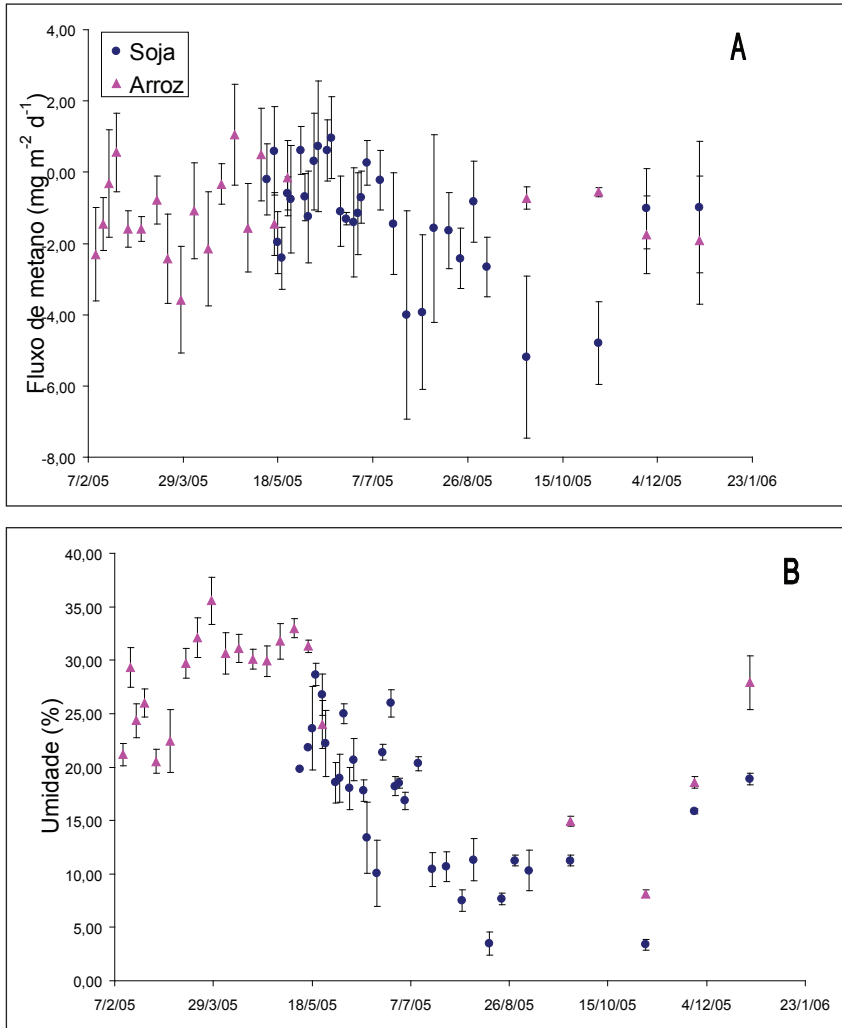 A
Soja
Arroz
Fluxo de metano (mg m⁻² d⁻¹)
4,00
2,00
0,00
-2,00
-4,00
-6,00
-8,00
7/2/05 29/3/05 18/5/05 7/7/05 26/8/05 15/10/05 4/12/05 23/1/06
B
Umidade (%)
40,00
35,00
30,00
25,00
20,00
15,00
10,00
5,00
0,00
7/2/05 29/3/05 18/5/05 7/7/05 26/8/05 15/10/05 4/12/05 23/1/06